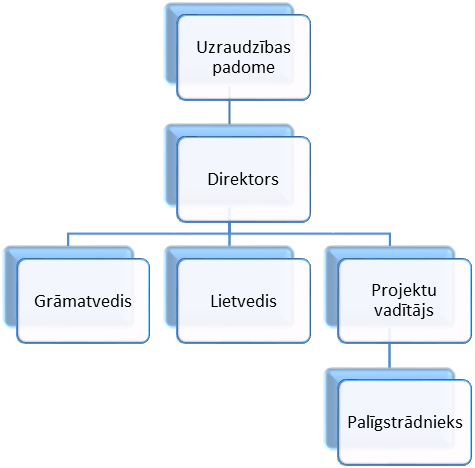 Uzraudzības
padome
Direktors
Grāmatvedis
Lietvedis
Projektu
vadītājs
Palīgstrādnieks